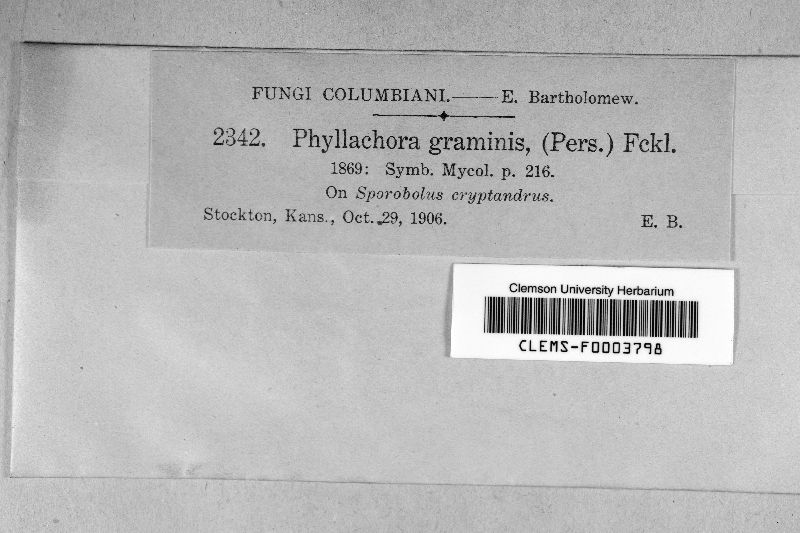 FUNGI COLUMBIANI.——E. Bartholomew.
2342. Phyllachora graminis, (Pers.) Fckl.
1869: Symb. Mycol. p. 216.
On Sporobolus cryptandrus.
Stockton, Kans., Oct. 29, 1906. E. B.
Clemson University Herbarium
CLEMS-F0003798